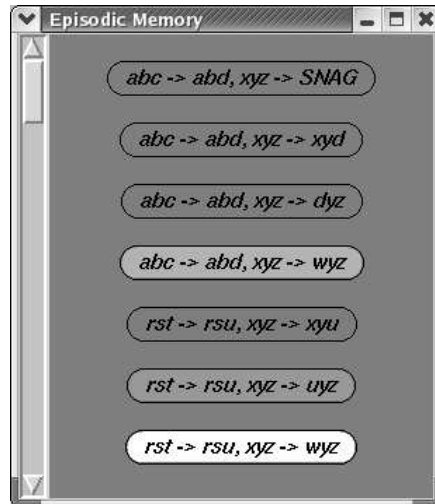 Episodic Memory
abc -> abd, xyz -> SNAG
abc -> abd, xyz -> xyd
abc -> abd, xyz -> dyz
abc -> abd, xyz -> wyz
rst -> rsu, xyz -> xyu
rst -> rsu, xyz -> uyz
rst -> rsu, xyz -> wyz